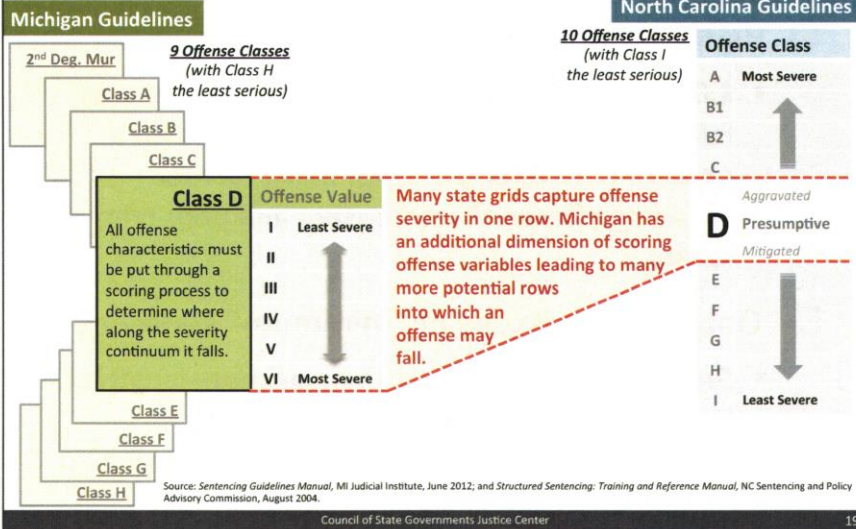 Michigan Guidelines
North Carolina Guidelines
2nd Deg. Mur
Class A
Class B
Class C
9 Offense Classes
(with Class H
the least serious)
10 Offense Classes
(with Class I
the least serious)
Class D
All offense
characteristics must
be put through a
scoring process to
determine where
along the severity
continuum it falls.
Offense Value
I Least Severe
II
III
IV
V
VI Most Severe
Many state grids capture offense
severity in one row. Michigan has
an additional dimension of scoring
offense variables leading to many
more potential rows
into which an
offense may
fall.
Offense Class
A Most Severe
B1
B2
C
Aggravated
D Presumptive
Mitigated
E
F
G
H
I Least Severe
Class E
Class F
Class G
Class H
Source: Sentencing Guidelines Manual, MI Judicial Institute, June 2012; and Structured Sentencing: Training and Reference Manual, NC Sentencing and Policy
Advisory Commission, August 2004.
Council of State Governments Justice Center
19